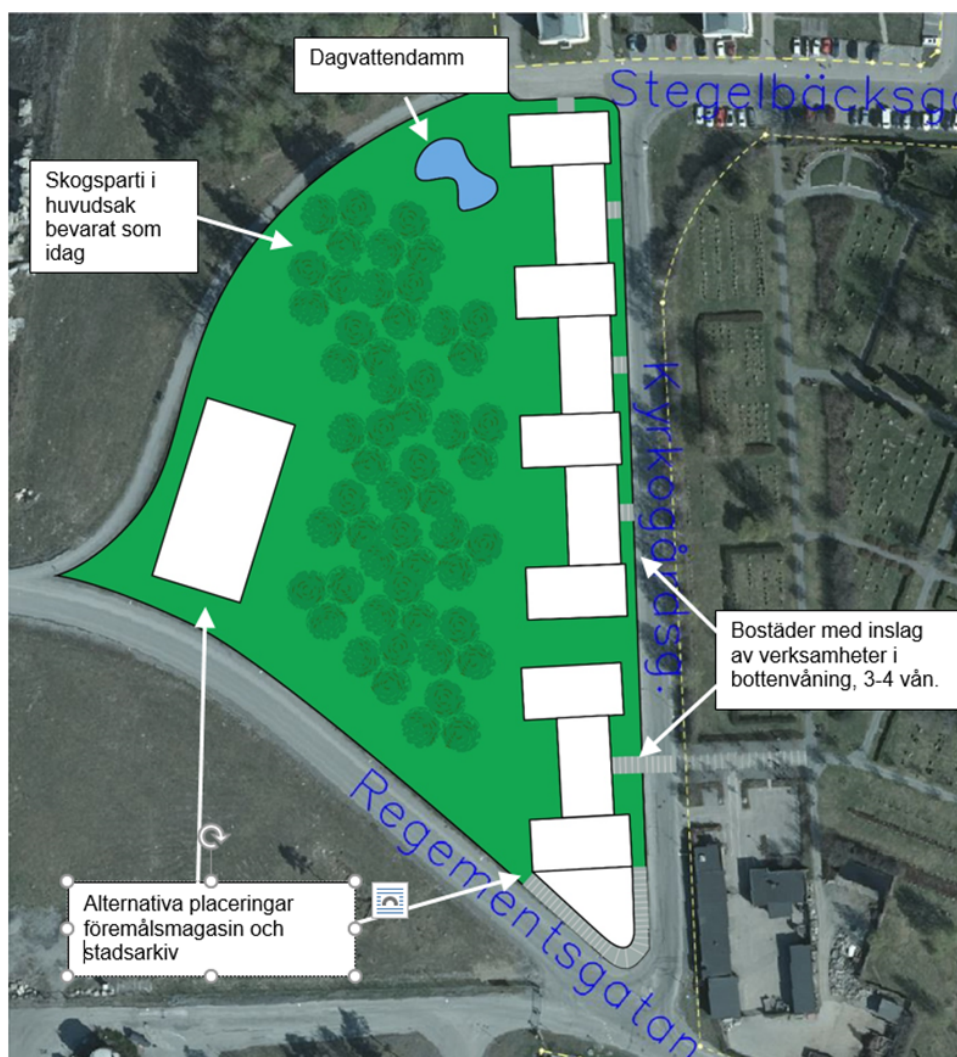 Dagvattendamm
Stegelbäcksg
Skogsparti i
huvudsak
bevarat som
idag
Kyrkogårdsg.
Bostäder med inslag
av verksamheter i
bottenvåning, 3-4 vån.
Regementsgatan
Alternativa placeringar
föremålsmagasin och
stadsarkiv